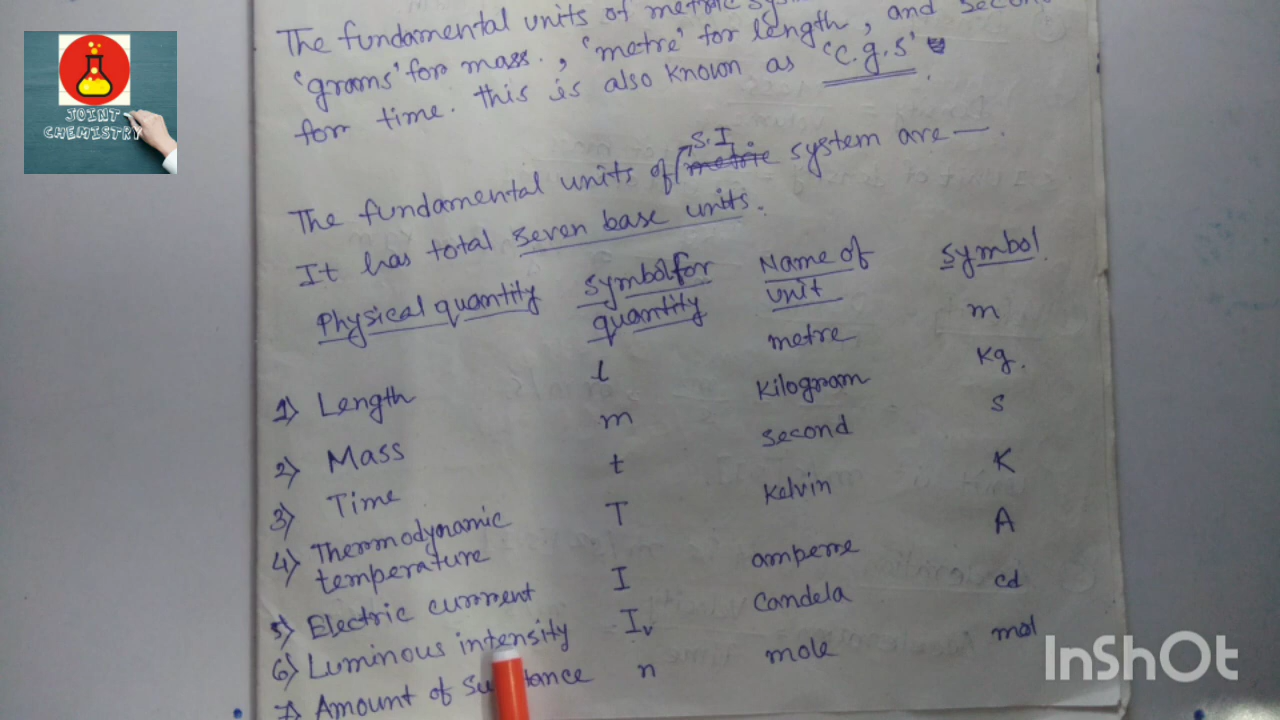 JOINT
CHEMISTRY
The fundamental units of metric
'grams' for mass., 'metre' for length, and second
for time. This is also known as 'c.g.s'.
The fundamental units of S.I. metric system are —.
It has total seven base units.
Physical quantity symbol for quantity Name of unit symbol
1) Length l metre m
2) Mass m kilogram kg.
3) Time t second s
4) Thermodynamic temperature T kelvin K
5) Electric current I ampere A
6) Luminous intensity Iv candela cd
7) Amount of substance n mole mol
InShOt